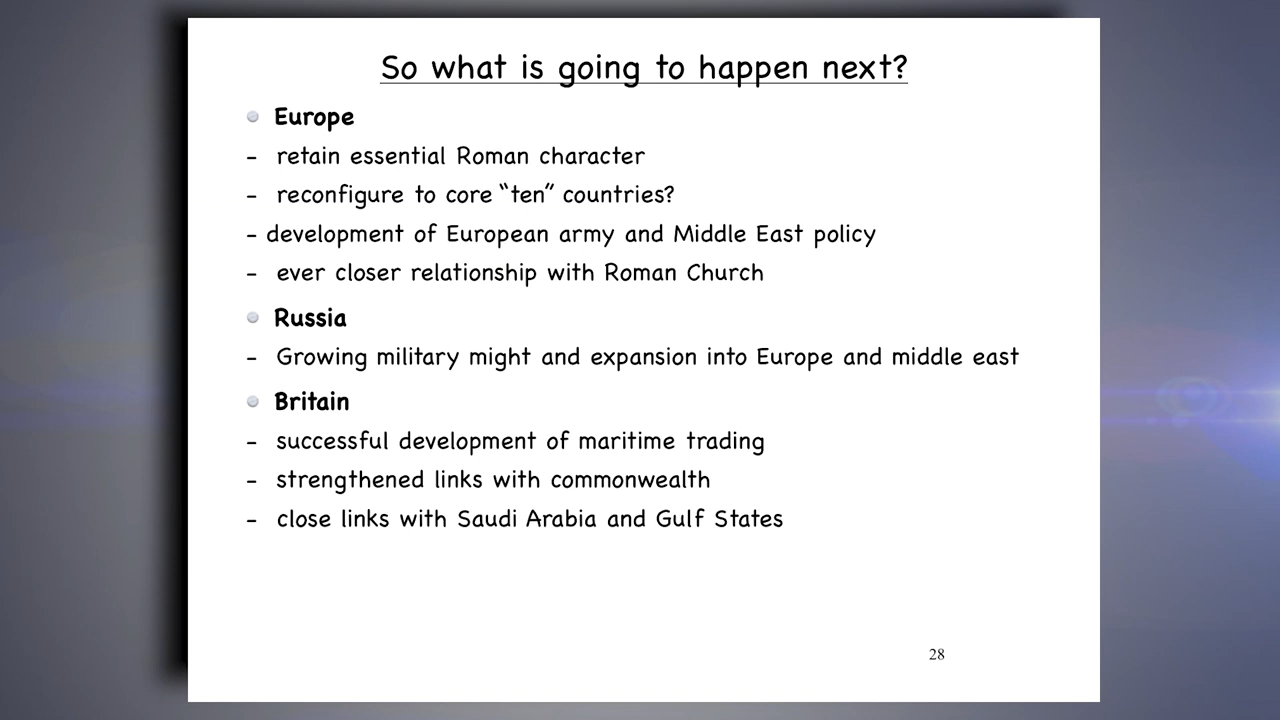 So what is going to happen next?
Europe
- retain essential Roman character
- reconfigure to core “ten” countries?
- development of European army and Middle East policy
- ever closer relationship with Roman Church
Russia
- Growing military might and expansion into Europe and middle east
Britain
- successful development of maritime trading
- strengthened links with commonwealth
- close links with Saudi Arabia and Gulf States
28